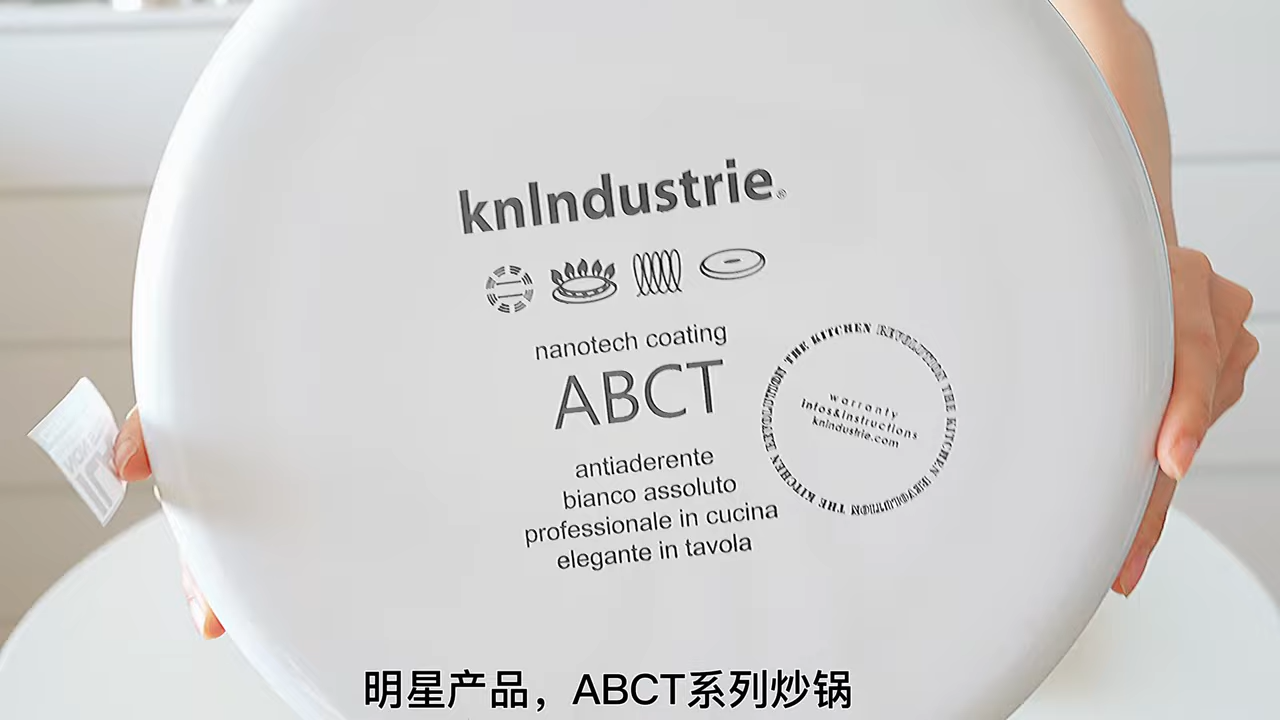 knIndustrie®
nanotech coating
ABCT
antiaderente
bianco assoluto
professionale in cucina
elegante in tavola
THE KITCHEN REVOLUTION THE KITCHEN REVOLUTION THE KITCHEN REVOLUTION
warranty
infos&instructions
knindustrie.com
明星产品，ABCT系列炒锅